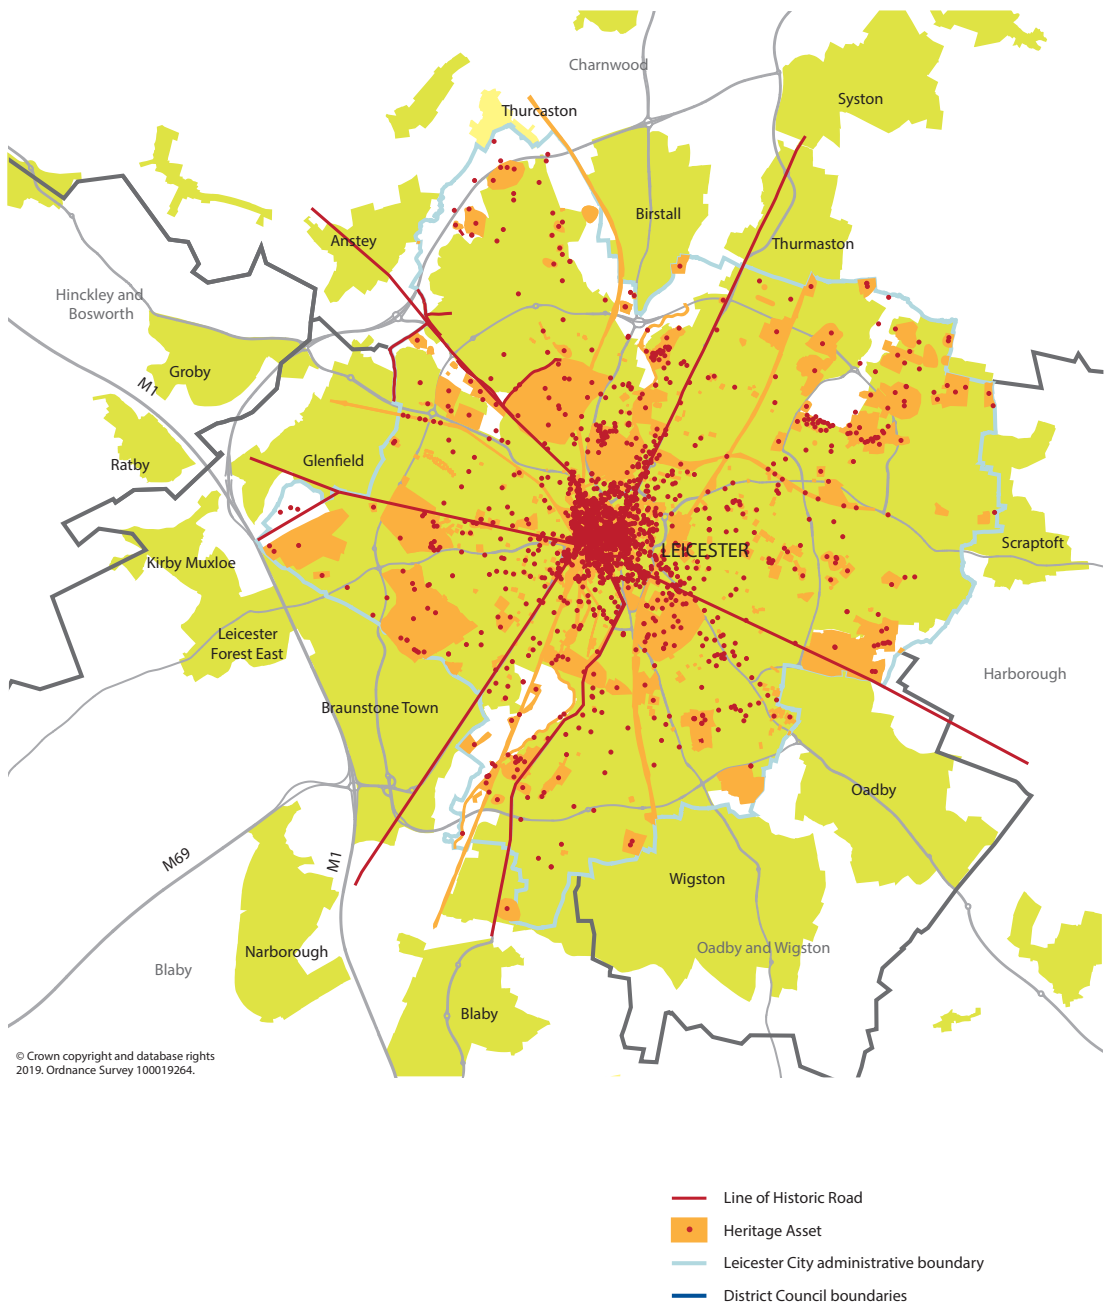 Charnwood
Syston
Thurcaston
Birstall
Anstey
Thurmaston
Hinckley and
Bosworth
Groby
M1
Ratby
Glenfield
Scraptoft
LEICESTER
Kirby Muxloe
Leicester
Forest East
Harborough
Braunstone Town
Oadby
M69
M1
Wigston
Narborough
Oadby and Wigston
Blaby
Blaby
© Crown copyright and database rights
2019. Ordnance Survey 100019264.
Line of Historic Road
Heritage Asset
Leicester City administrative boundary
District Council boundaries